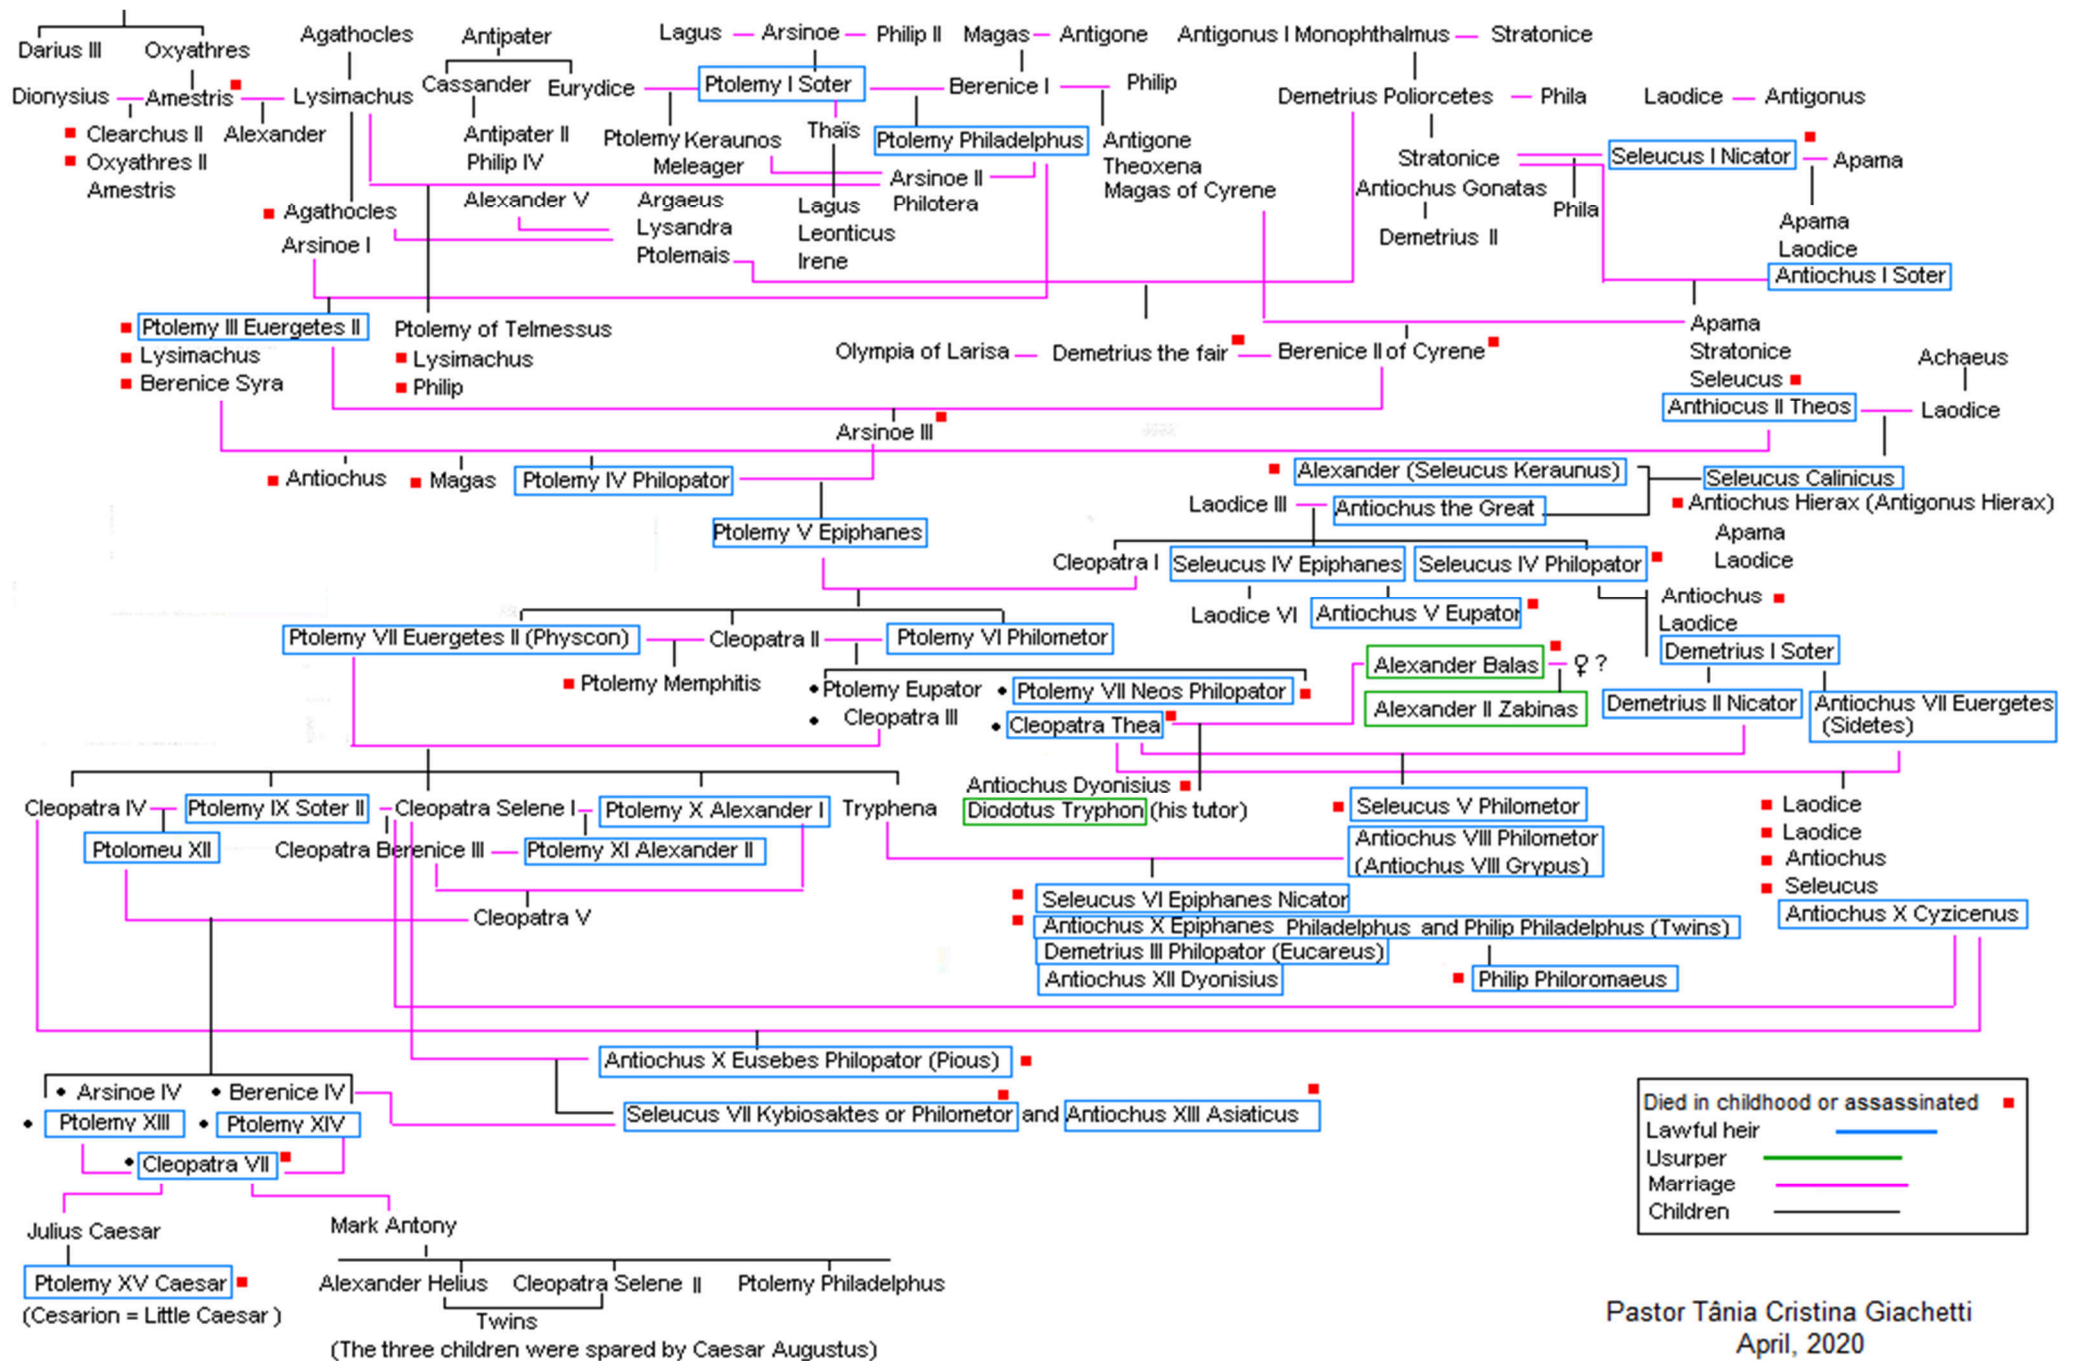 Darius III
Oxyathres
Agathocles
Antipater
Lagus
Arsinoe
Philip II
Magas
Antigone
Antigonus I Monophthalmus
Stratonice
Dionysius
Amestris
Lysimachus
Cassander
Eurydice
Ptolemy I Soter
Berenice I
Philip
Demetrius Poliorcetes
Phila
Laodice
Antigonus
Clearchus II
Alexander
Antipater II
Ptolemy Keraunos
Thaïs
Ptolemy Philadelphus
Antigone
Oxyathres II
Philip IV
Meleager
Theoxena
Stratonice
Seleucus I Nicator
Apama
Amestris
Alexander V
Argaeus
Arsinoe II
Magas of Cyrene
Antiochus Gonatas
Agathocles
Lysandra
Lagus
Philotera
Phila
Apama
Arsinoe I
Ptolemais
Leonticus
Demetrius II
Laodice
Irene
Antiochus I Soter
Ptolemy III Euergetes II
Ptolemy of Telmessus
Apama
Lysimachus
Lysimachus
Olympia of Larisa
Demetrius the fair
Berenice II of Cyrene
Stratonice
Achaeus
Berenice Syra
Philip
Seleucus
Anthiocus II Theos
Laodice
Arsinoe III
Antiochus
Magas
Ptolemy IV Philopator
Alexander (Seleucus Keraunus)
Seleucus Calinicus
Laodice III
Antiochus the Great
Antiochus Hierax (Antigonus Hierax)
Ptolemy V Epiphanes
Apama
Cleopatra I
Seleucus IV Epiphanes
Seleucus IV Philopator
Laodice
Laodice VI
Antiochus V Eupator
Antiochus
Laodice
Ptolemy VII Euergetes II (Physcon)
Cleopatra II
Ptolemy VI Philometor
Demetrius I Soter
Alexander Balas
♀ ?
Ptolemy Memphitis
Ptolemy Eupator
Ptolemy VII Neos Philopator
Alexander II Zabinas
Demetrius II Nicator
Antiochus VII Euergetes
(Sidetes)
Cleopatra III
Cleopatra Thea
Antiochus Dyonisius
Cleopatra IV
Ptolemy IX Soter II
Cleopatra Selene I
Ptolemy X Alexander I
Tryphena
Diodotus Tryphon (his tutor)
Seleucus V Philometor
Laodice
Ptolomeu XII
Cleopatra Berenice III
Ptolemy XI Alexander II
Antiochus VIII Philometor
(Antiochus VIII Grypus)
Laodice
Antiochus
Seleucus
Cleopatra V
Seleucus VI Epiphanes Nicator
Antiochus X Cyzicenus
Antiochus X Epiphanes Philadelphus and Philip Philadelphus (Twins)
Demetrius III Philopator (Eucareus)
Antiochus XII Dyonisius
Philip Philoromaeus
Antiochus X Eusebes Philopator (Pious)
Arsinoe IV
Berenice IV
Seleucus VII Kybiosaktes or Philometor and Antiochus XIII Asiaticus
Ptolemy XIII
Ptolemy XIV
Cleopatra VII
Julius Caesar
Mark Antony
Ptolemy XV Caesar
Alexander Helius
Cleopatra Selene II
Ptolemy Philadelphus
(Cesarion = Little Caesar )
Twins
(The three children were spared by Caesar Augustus)
Died in childhood or assassinated
Lawful heir
Usurper
Marriage
Children
Pastor Tânia Cristina Giachetti
April, 2020